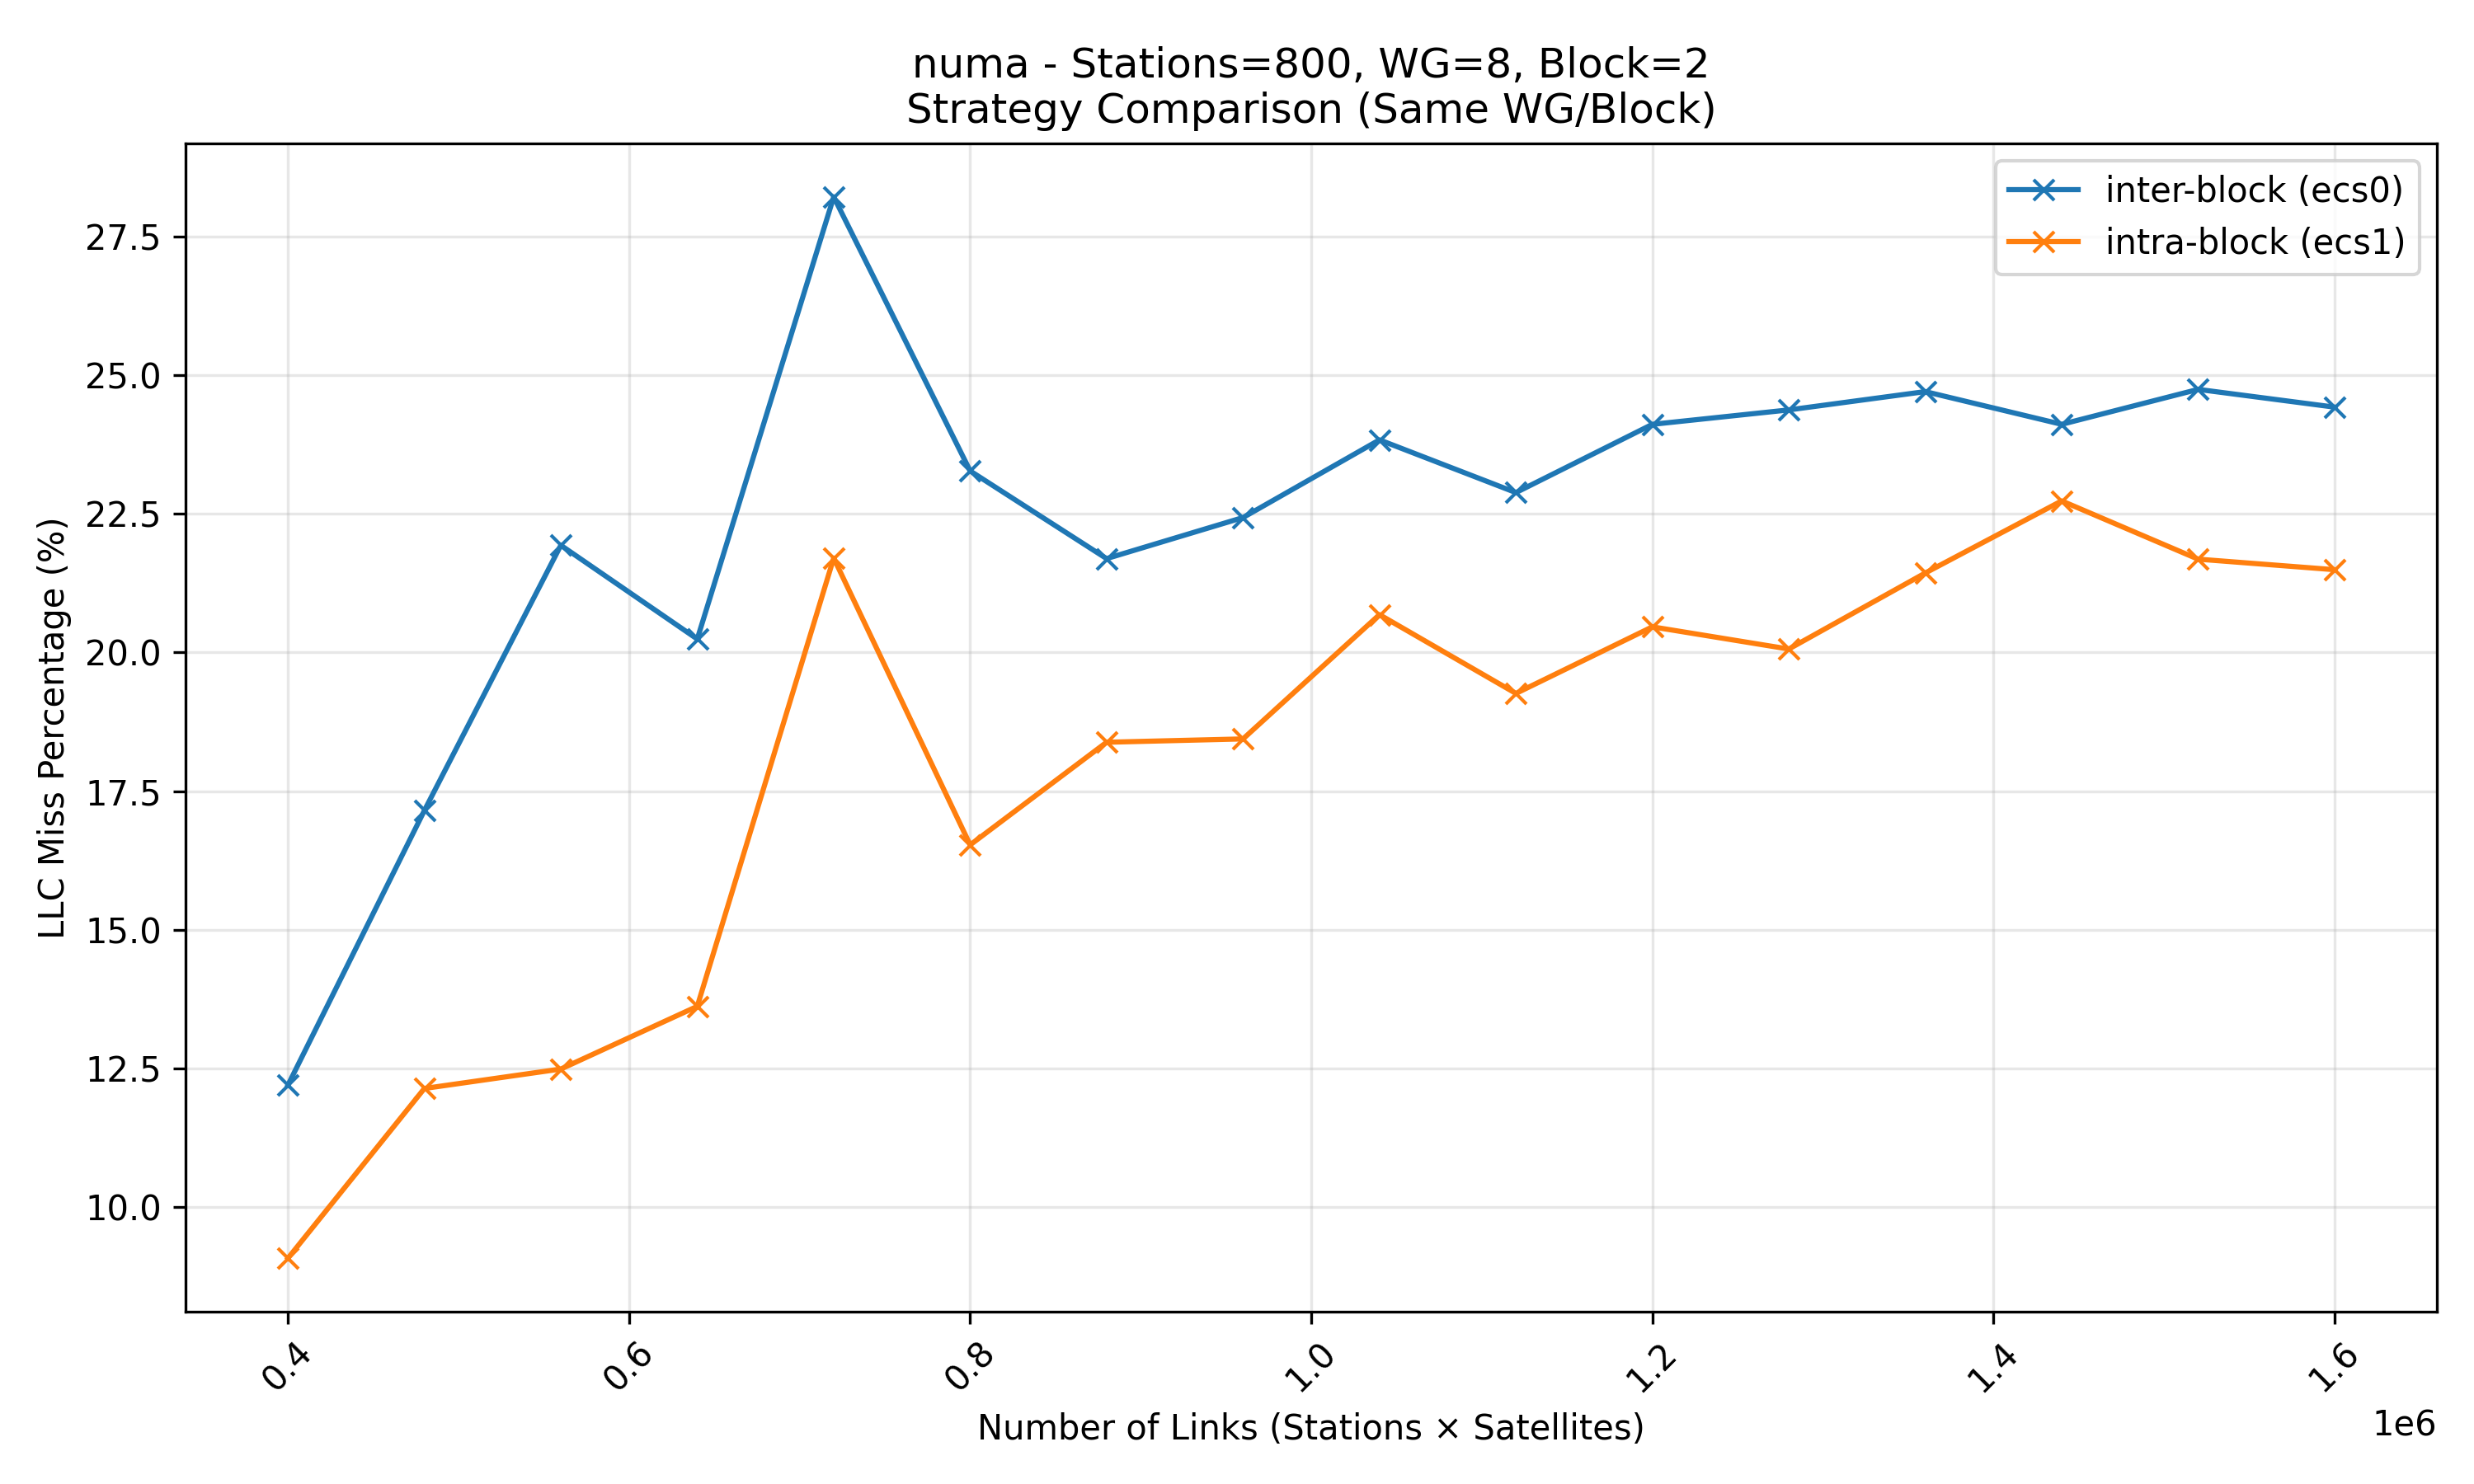 numa - Stations=800, WG=8, Block=2
Strategy Comparison (Same WG/Block)
inter-block (ecs0)
intra-block (ecs1)
LLC Miss Percentage (%)
27.5
25.0
22.5
20.0
17.5
15.0
12.5
10.0
0.4
0.6
0.8
1.0
1.2
1.4
1.6
1e6
Number of Links (Stations × Satellites)